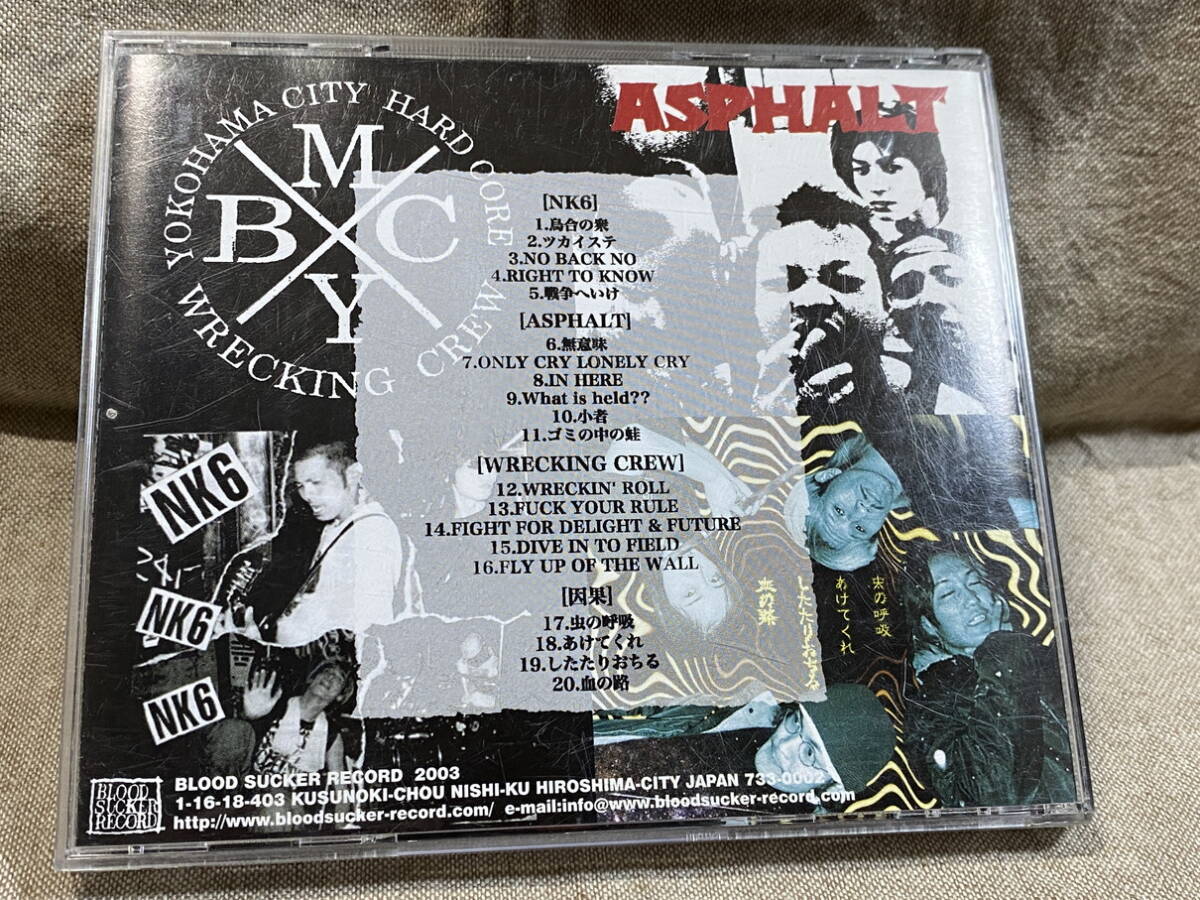 YOKOHAMA CITY HARD CORE
M
B C
Y
WRECKING CREW
ASPHALT
[NK6]
1.烏合の衆
2.ツカイステ
3.NO BACK NO
4.RIGHT TO KNOW
5.戦争へいけ
[ASPHALT]
6.無意味
7.ONLY CRY LONELY CRY
8.IN HERE
9.What is held??
10.小者
11.ゴミの中の蛙
[WRECKING CREW]
12.WRECKIN' ROLL
13.FUCK YOUR RULE
14.FIGHT FOR DELIGHT & FUTURE
15.DIVE IN TO FIELD
16.FLY UP OF THE WALL
[因果]
17.虫の呼吸
18.あけてくれ
19.したたりおちる
20.血の路
NK6
NK6
NK6
虫の呼吸
あけてくれ
したたりおちる
血の路
BLOOD SUCKER RECORD
BLOOD SUCKER RECORD 2003
1-16-18-403 KUSUNOKI-CHOU NISHI-KU HIROSHIMA-CITY JAPAN 733-0002
http://www.bloodsucker-record.com/ e-mail:info@www.bloodsucker-record.com